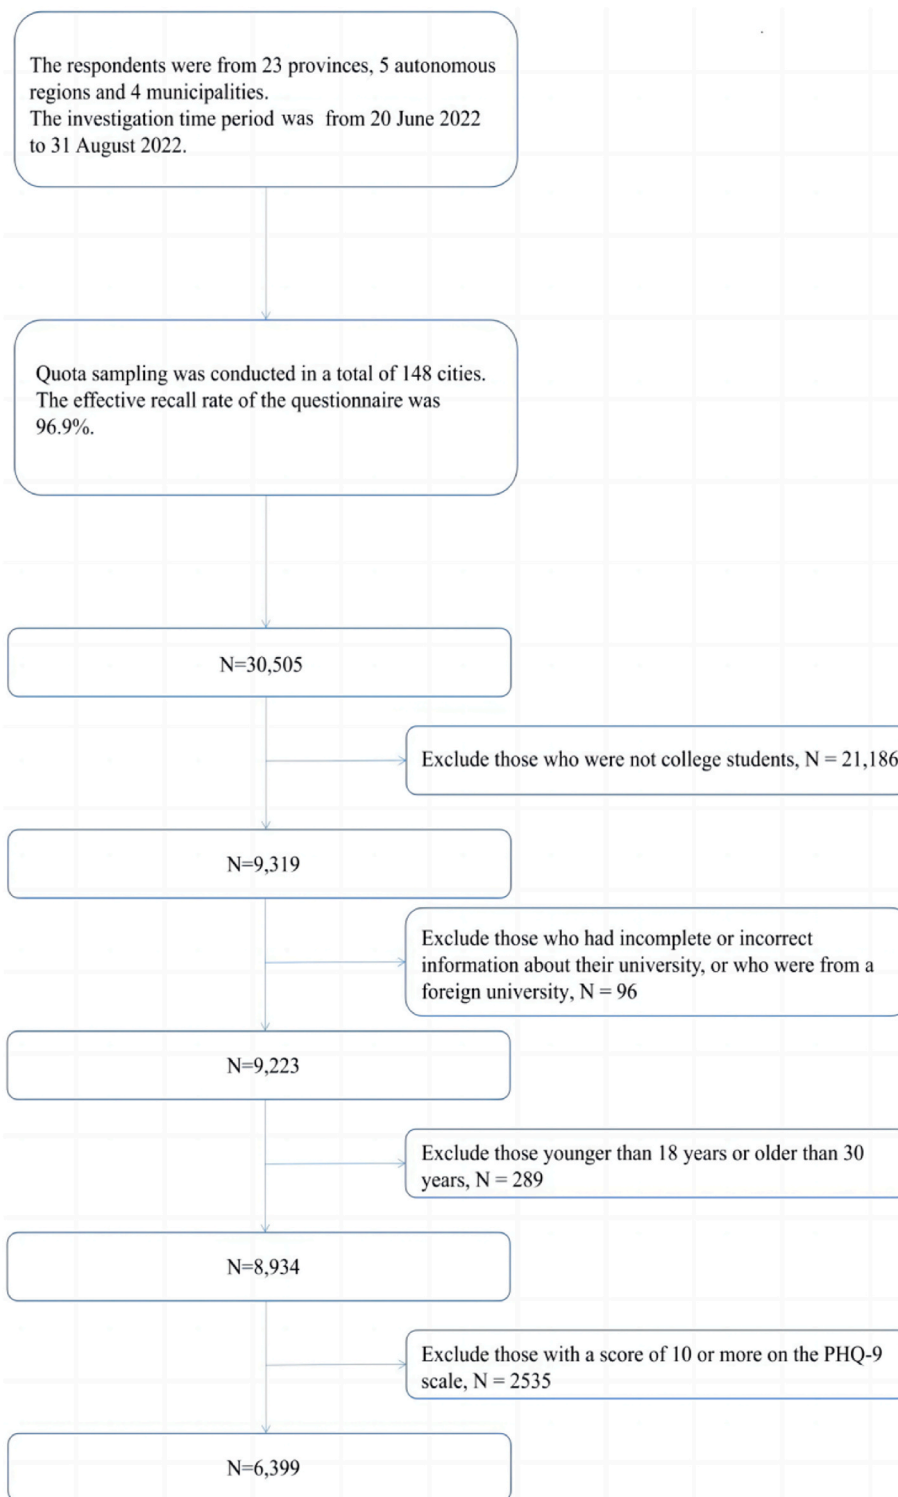 The respondents were from 23 provinces, 5 autonomous
regions and 4 municipalities.
The investigation time period was from 20 June 2022
to 31 August 2022.
Quota sampling was conducted in a total of 148 cities.
The effective recall rate of the questionnaire was
96.9%.
N=30,505
Exclude those who were not college students, N = 21,186
N=9,319
Exclude those who had incomplete or incorrect
information about their university, or who were from a
foreign university, N = 96
N=9,223
Exclude those younger than 18 years or older than 30
years, N = 289
N=8,934
Exclude those with a score of 10 or more on the PHQ-9
scale, N = 2535
N=6,399